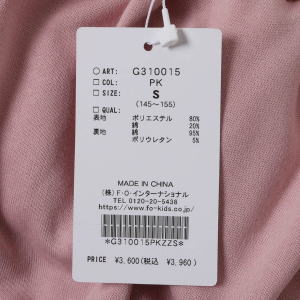 ○ ART: G310015
□ COL: PK
□ SIZE: S
(145～155)
□ QUAL:
表地 ポリエステル 80%
綿 20%
裏地 綿 95%
ポリウレタン 5%
MADE IN CHINA
(株)F・O・インターナショナル
TEL 0120-20-5438
https://www.fo-kids.co.jp/
*G310015PKZZS*
PRICE ¥3,600(税込 ¥3,960)